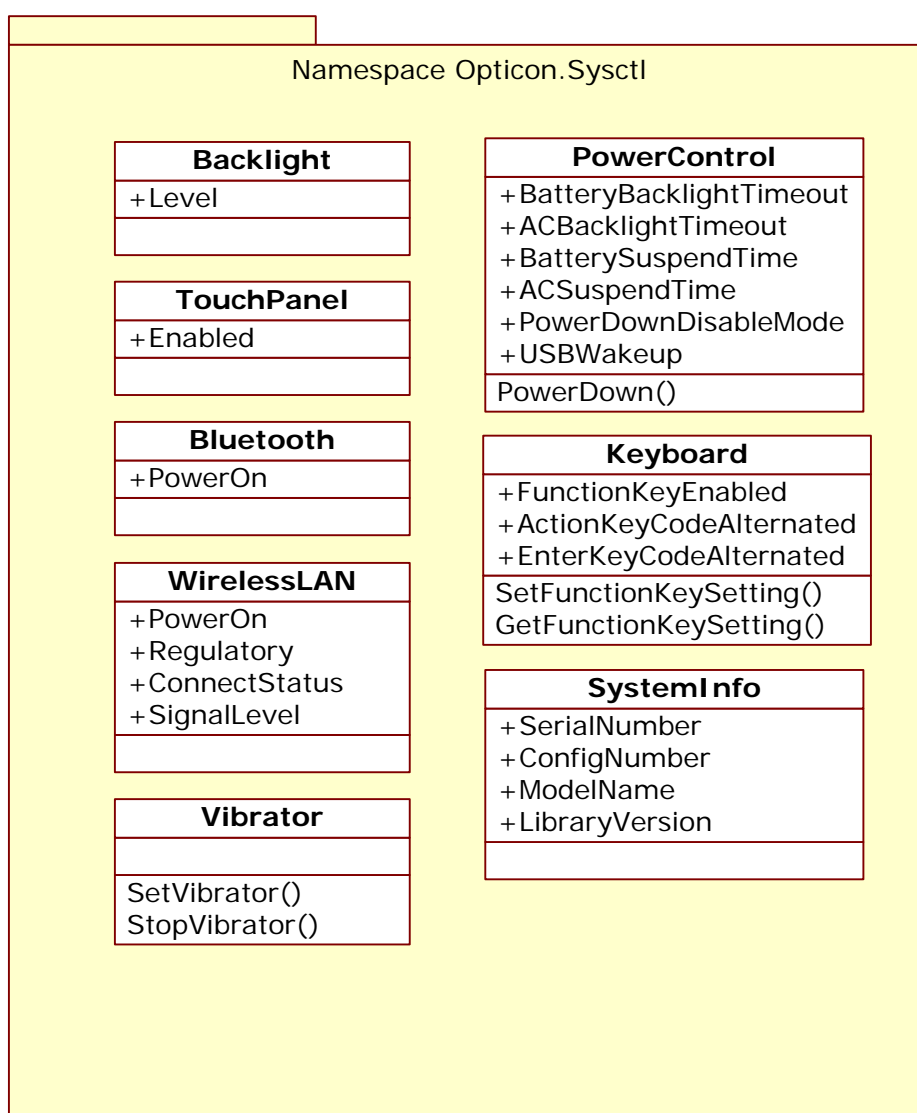 Namespace Opticon.Sysctl
Backlight
+Level
TouchPanel
+Enabled
Bluetooth
+PowerOn
WirelessLAN
+PowerOn
+Regulatory
+ConnectStatus
+SignalLevel
Vibrator
SetVibrator()
StopVibrator()
PowerControl
+BatteryBacklightTimeout
+ACBacklightTimeout
+BatterySuspendTime
+ACSuspendTime
+PowerDownDisableMode
+USBWakeup
PowerDown()
Keyboard
+FunctionKeyEnabled
+ActionKeyCodeAlternated
+EnterKeyCodeAlternated
SetFunctionKeySetting()
GetFunctionKeySetting()
SystemInfo
+SerialNumber
+ConfigNumber
+ModelName
+LibraryVersion